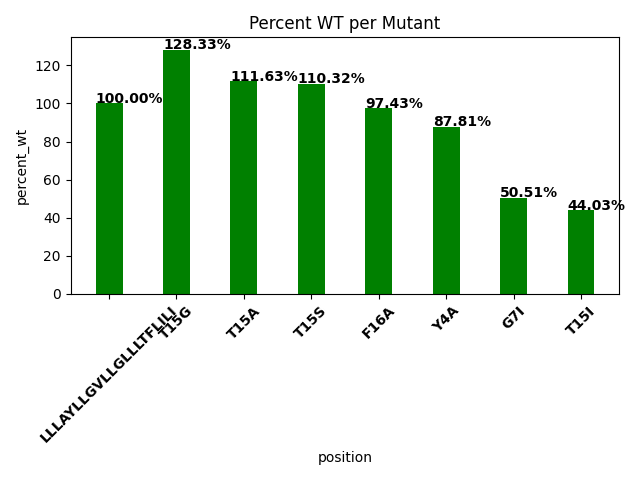 Percent WT per Mutant
percent_wt
120
100
80
60
40
20
0
100.00%
128.33%
111.63%
110.32%
97.43%
87.81%
50.51%
44.03%
LLLAYLLGVLLGLLLTFLILI
T15G
T15A
T15S
F16A
Y4A
G7I
T15I
position